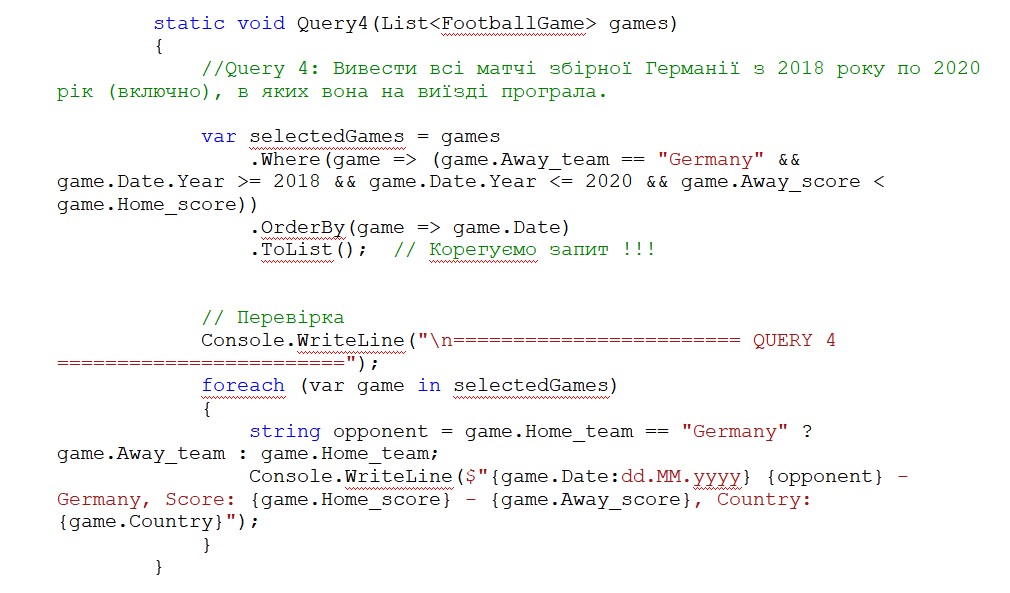 static void Query4(List<FootballGame> games)
{
//Query 4: Вивести всі матчі збірної Германії з 2018 року по 2020
рік (включно), в яких вона на виїзді програла.
var selectedGames = games
.Where(game => (game.Away_team == "Germany" &&
game.Date.Year >= 2018 && game.Date.Year <= 2020 && game.Away_score <
game.Home_score))
.OrderBy(game => game.Date)
.ToList(); // Корегуємо запит !!!
// Перевірка
Console.WriteLine("\n======================== QUERY 4
========================");
foreach (var game in selectedGames)
{
string opponent = game.Home_team == "Germany" ?
game.Away_team : game.Home_team;
Console.WriteLine($"{game.Date:dd.MM.yyyy} {opponent} –
Germany, Score: {game.Home_score} – {game.Away_score}, Country:
{game.Country}");
}
}